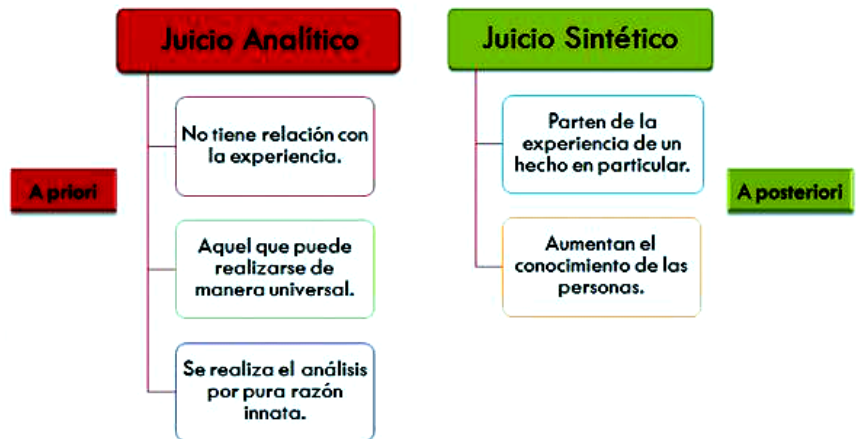 Juicio Analítico
No tiene relación con
la experiencia.
A priori
Aquel que puede
realizarse de
manera universal.
Se realiza el análisis
por pura razón
innata.
Juicio Sintético
Parten de la
experiencia de un
hecho en particular.
A posteriori
Aumentan el
conocimiento de las
personas.